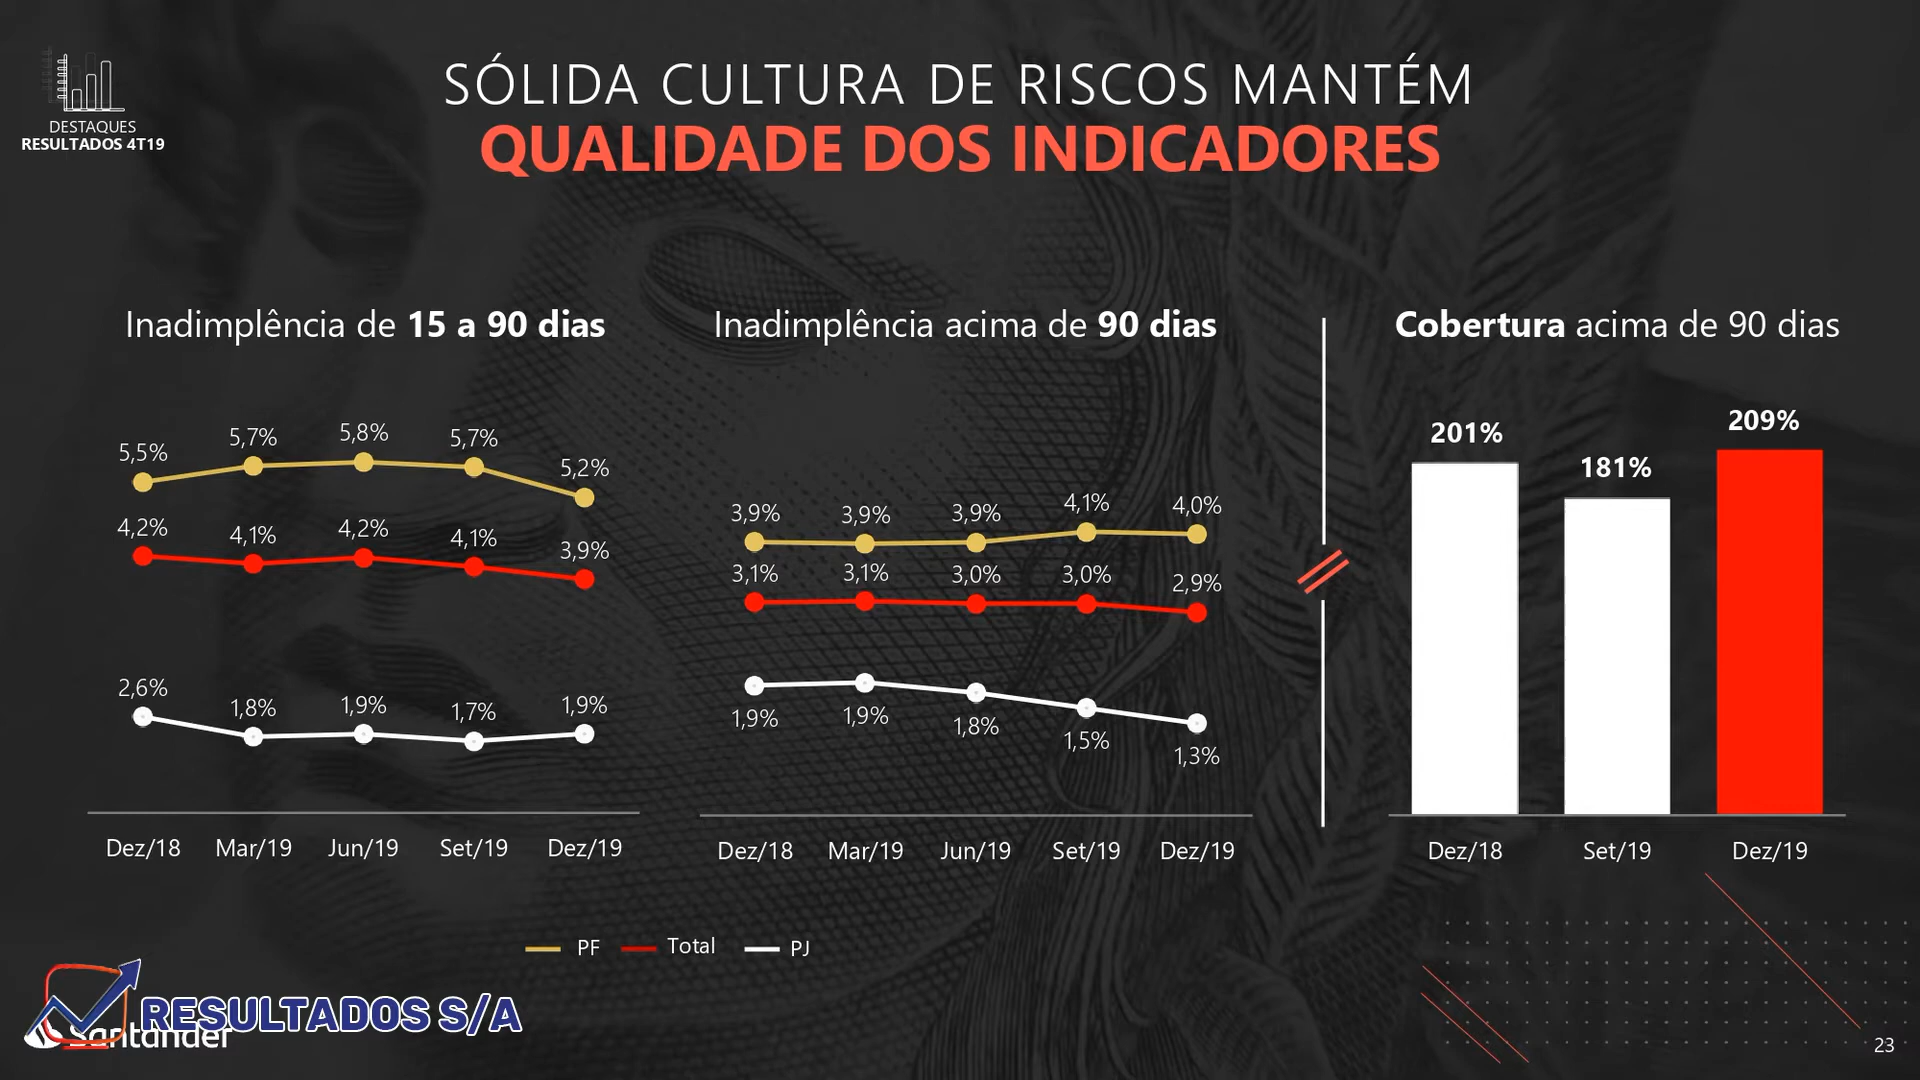 DESTAQUES
RESULTADOS 4T19
SÓLIDA CULTURA DE RISCOS MANTÉM
QUALIDADE DOS INDICADORES
Inadimplência de 15 a 90 dias
5,5% 5,7% 5,8% 5,7% 5,2%
4,2% 4,1% 4,2% 4,1% 3,9%
2,6% 1,8% 1,9% 1,7% 1,9%
Dez/18 Mar/19 Jun/19 Set/19 Dez/19
Inadimplência acima de 90 dias
3,9% 3,9% 3,9% 4,1% 4,0%
3,1% 3,1% 3,0% 3,0% 2,9%
1,9% 1,9% 1,8% 1,5% 1,3%
Dez/18 Mar/19 Jun/19 Set/19 Dez/19
Cobertura acima de 90 dias
201% 181% 209%
Dez/18 Set/19 Dez/19
PF Total PJ
RESULTADOS S/A
Santander
23